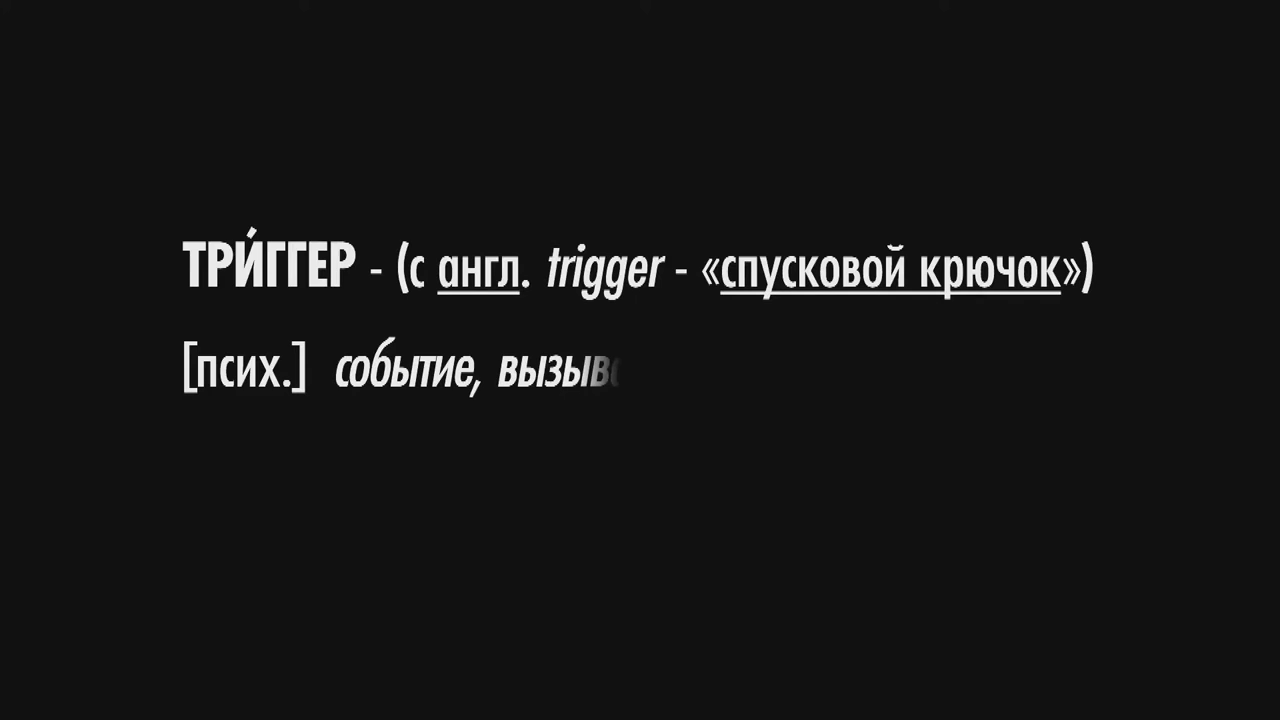 ТРИ́ГГЕР - (с англ. trigger - «спусковой крючок»)
[псих.] событие, вызыв